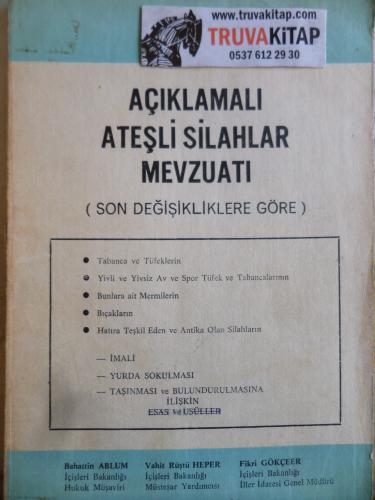 www.truvakitap.com
TRUVAKiTAP
0537 612 29 30
AÇIKLAMALI
ATEŞLİ SİLAHLAR
MEVZUATI
( SON DEĞİŞİKLİKLERE GÖRE )
● Tabanca ve Tüfeklerin
● Yivli ve Yivsiz Av ve Spor Tüfek ve Tabancalarının
● Bunlara ait Mermilerin
● Bıçakların
● Hatıra Teşkil Eden ve Antika Olan Silahların
— İMALİ
— YURDA SOKULMASI
— TAŞINMASI ve BULUNDURULMASINA
İLİŞKİN
ESAS ve USÜLLER
Bahattin ABLUM Vahit Rüştü HEPER Fikri GÖKÇEER
İçişleri Bakanlığı İçişleri Bakanlığı İçişleri Bakanlığı
Hukuk Müşaviri Müsteşar Yardımcısı İller İdaresi Genel Müdürü